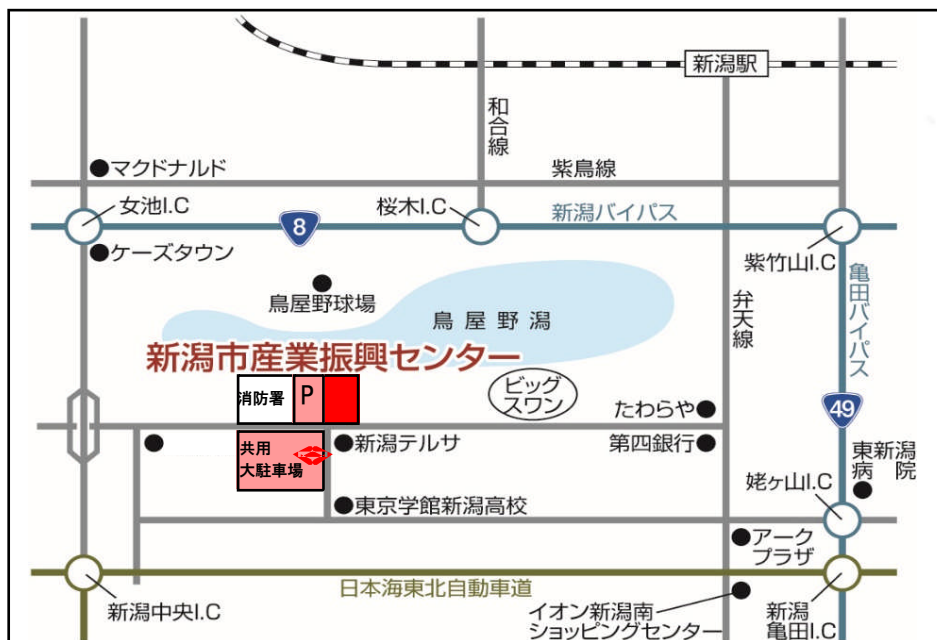 新潟駅
和合線
マクドナルド
紫鳥線
女池I.C
桜木I.C
新潟バイパス
8
ケーズタウン
紫竹山I.C
鳥屋野球場
鳥屋野潟
弁天線
亀田バイパス
新潟市産業振興センター
消防署
P
ビッグ
スワン
たわらや
49
共用
大駐車場
新潟テルサ
第四銀行
東新潟
病院
姥ヶ山I.C
東京学館新潟高校
アーク
プラザ
日本海東北自動車道
新潟中央I.C
イオン新潟南
ショッピングセンター
新潟
亀田I.C